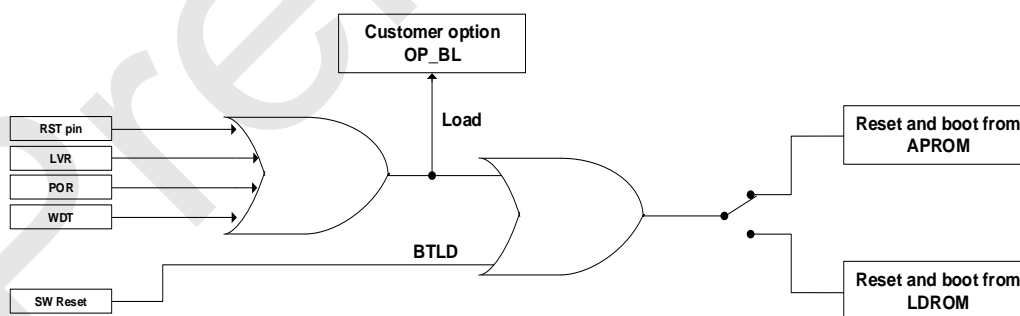 Customer option
OP_BL
Load
RST pin
LVR
POR
WDT
BTLD
SW Reset
Reset and boot from
APROM
Reset and boot from
LDROM